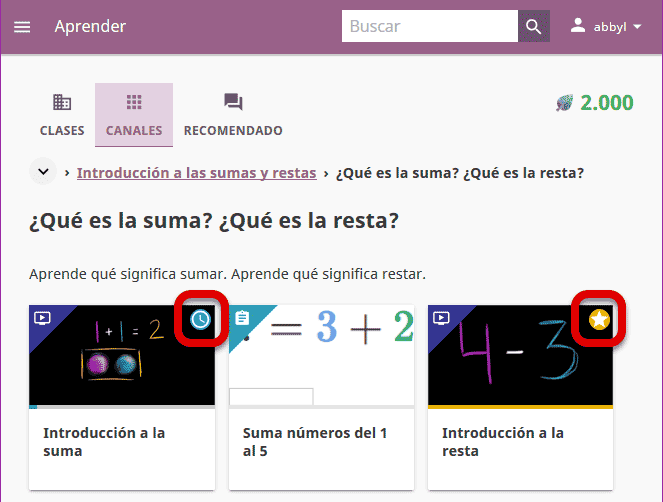 Aprender
Buscar
abbyl
CLASES
CANALES
RECOMENDADO
2.000
› Introducción a las sumas y restas › ¿Qué es la suma? ¿Qué es la resta?
¿Qué es la suma? ¿Qué es la resta?
Aprende qué significa sumar. Aprende qué significa restar.
1 + 1 = 2
= 3 + 2
4 - 3
Introducción a la
suma
Suma números del 1
al 5
Introducción a la
resta